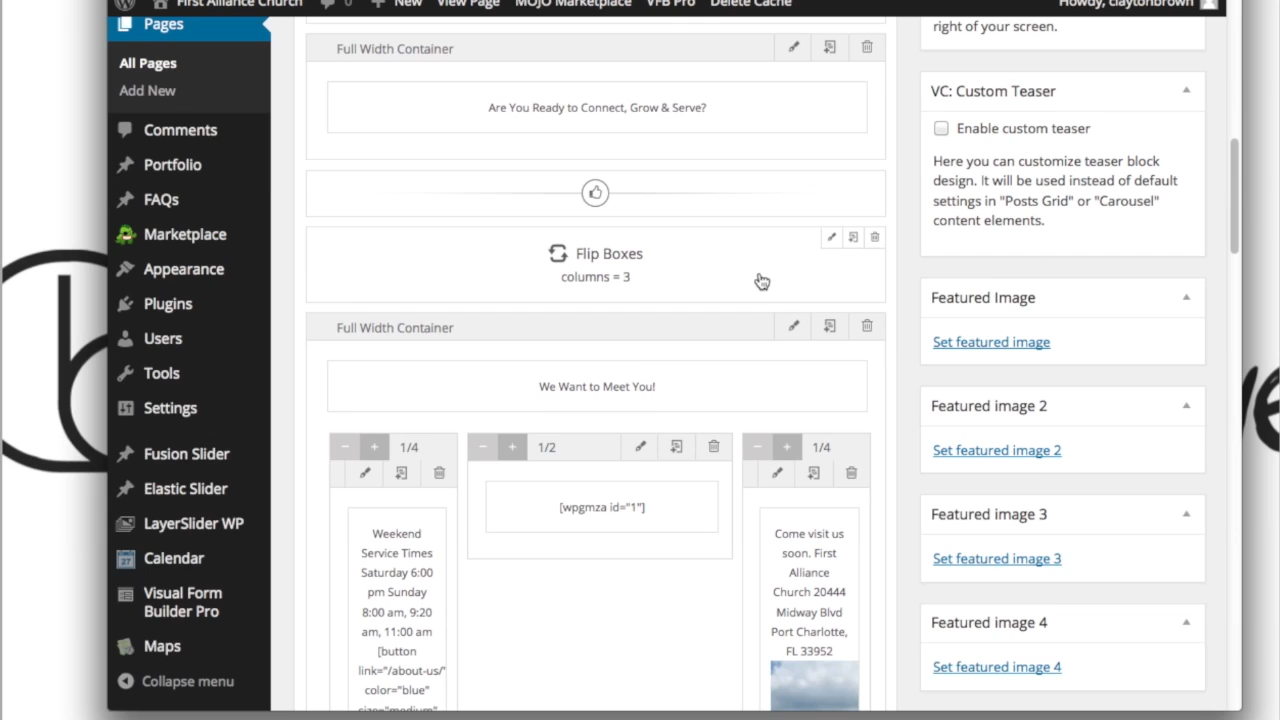 First Alliance Church
0
New
View Page
MOJO Marketplace
VFB Pro
Delete Cache
Howdy, claytonbrown
Pages
All Pages
Add New
Comments
Portfolio
FAQs
Marketplace
Appearance
Plugins
Users
Tools
Settings
Fusion Slider
Elastic Slider
LayerSlider WP
Calendar
Visual Form
Builder Pro
Maps
Collapse menu
Full Width Container
Are You Ready to Connect, Grow & Serve?
Flip Boxes
columns = 3
Full Width Container
We Want to Meet You!
1/4
Weekend
Service Times
Saturday 6:00
pm Sunday
8:00 am, 9:20
am, 11:00 am
[button
link="/about-us/"
color="blue"
size="medium"
1/2
[wpgmza id="1"]
1/4
Come visit us
soon. First
Alliance
Church 20444
Midway Blvd
Port Charlotte,
FL 33952
right of your screen.
VC: Custom Teaser
Enable custom teaser
Here you can customize teaser block
design. It will be used instead of default
settings in "Posts Grid" or "Carousel"
content elements.
Featured Image
Set featured image
Featured image 2
Set featured image 2
Featured image 3
Set featured image 3
Featured image 4
Set featured image 4